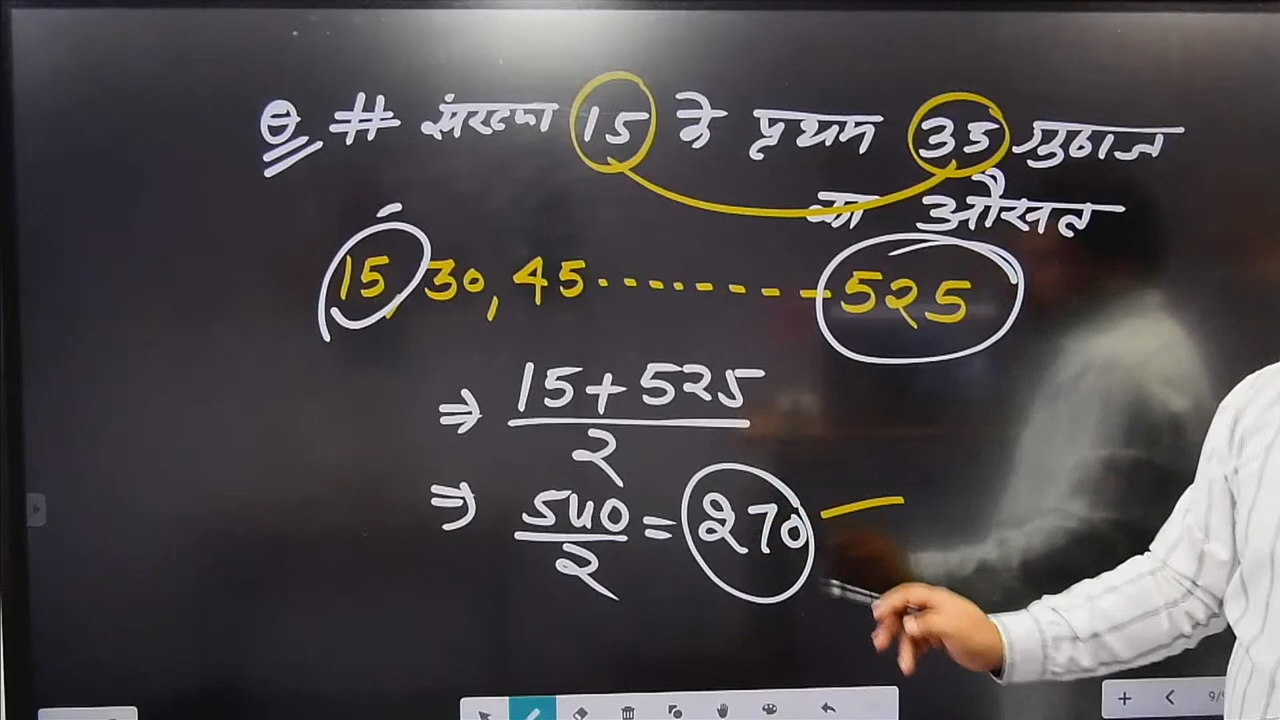 Q # संख्या 15 के प्रथम 35 गुणज
का औसत
15, 30, 45 ........ 525
⇒ 15+525 / 2
⇒ 540 / 2 = 270